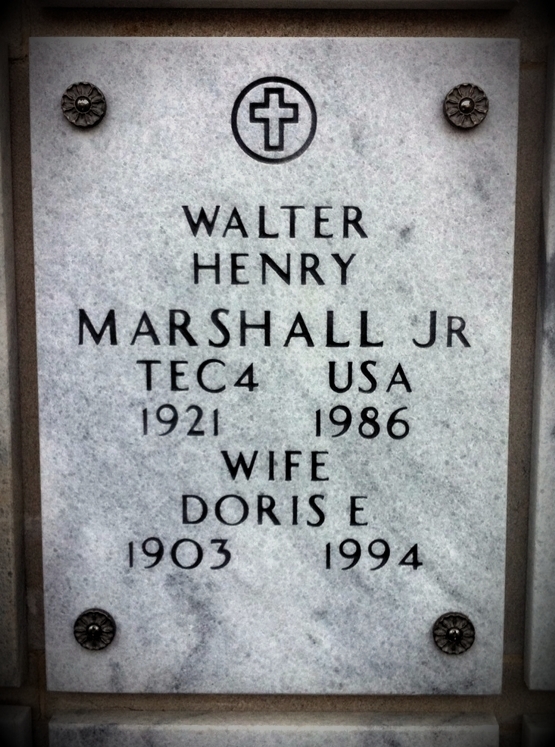 WALTER
HENRY
MARSHALL JR
TEC4 USA
1921 1986
WIFE
DORIS E
1903 1994